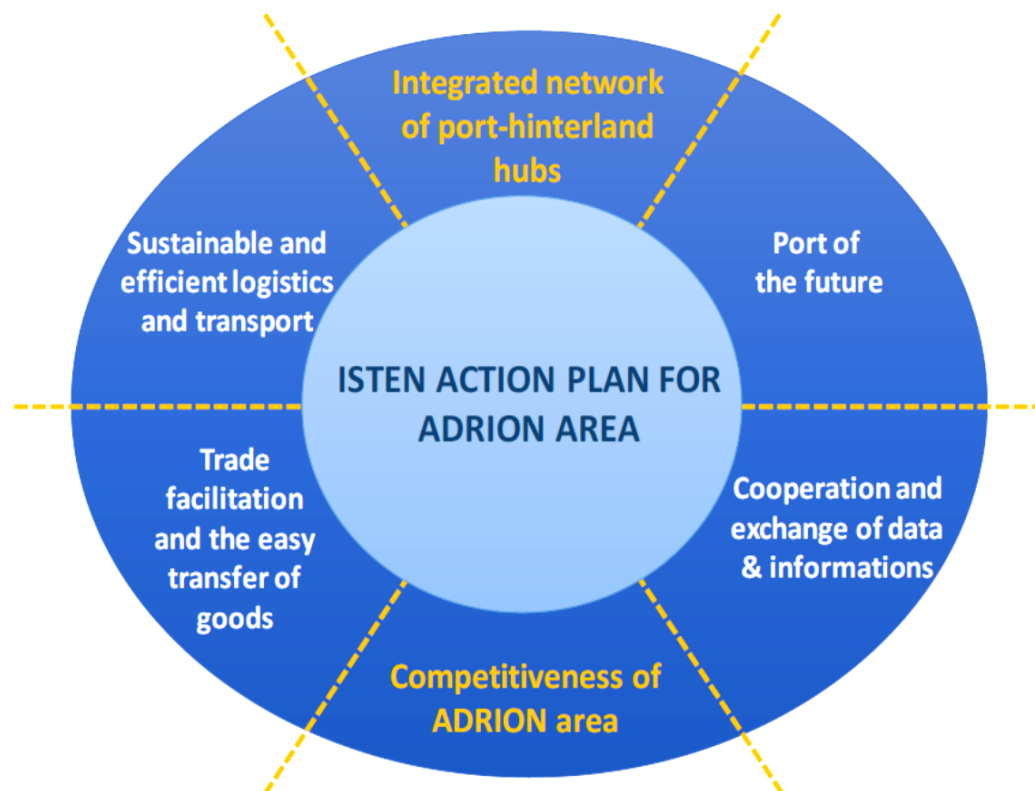 Integrated network
of port-hinterland
hubs
Sustainable and
efficient logistics
and transport
Port of
the future
ISTEN ACTION PLAN FOR
ADRION AREA
Trade
facilitation
and the easy
transfer of
goods
Cooperation and
exchange of data
& informations
Competitiveness of
ADRION area